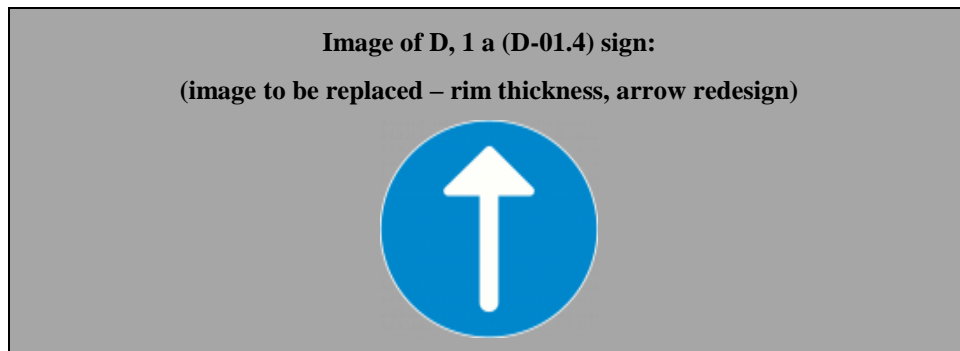 Image of D, 1 a (D-01.4) sign:
(image to be replaced – rim thickness, arrow redesign)